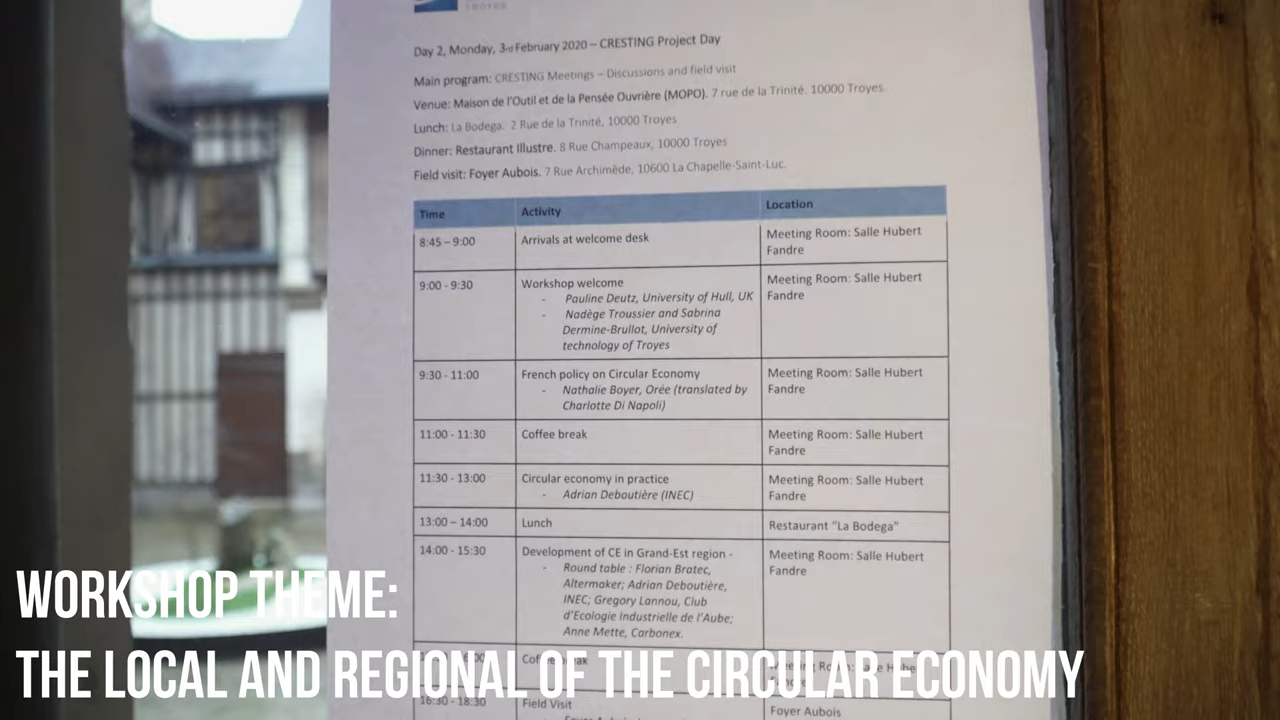 TROYES
Day 2, Monday, 3rd February 2020 – CRESTING Project Day
Main program: CRESTING Meetings – Discussions and field visit
Venue: Maison de l'Outil et de la Pensée Ouvrière (MOPO). 7 rue de la Trinité. 10000 Troyes.
Lunch: La Bodega. 2 Rue de la Trinité, 10000 Troyes
Dinner: Restaurant Illustre. 8 Rue Champeaux, 10000 Troyes
Field visit: Foyer Aubois. 7 Rue Archimède, 10600 La Chapelle-Saint-Luc.
Time Activity Location
8:45 – 9:00 Arrivals at welcome desk Meeting Room: Salle Hubert
Fandre
9:00 - 9:30 Workshop welcome Meeting Room: Salle Hubert
Fandre
- Pauline Deutz, University of Hull, UK
- Nadège Troussier and Sabrina
Dermine-Brullot, University of
technology of Troyes
9:30 - 11:00 French policy on Circular Economy Meeting Room: Salle Hubert
Fandre
- Nathalie Boyer, Orée (translated by
Charlotte Di Napoli)
11:00 - 11:30 Coffee break Meeting Room: Salle Hubert
Fandre
11:30 - 13:00 Circular economy in practice Meeting Room: Salle Hubert
Fandre
- Adrian Deboutière (INEC)
13:00 – 14:00 Lunch Restaurant "La Bodega"
14:00 - 15:30 Development of CE in Grand-Est region - Meeting Room: Salle Hubert
Fandre
- Round table : Florian Bratec,
Altermaker; Adrian Deboutière,
INEC; Gregory Lannou, Club
d'Ecologie Industrielle de l'Aube;
Anne Mette, Carbonex.
Coffee break Meeting Room: Salle Hubert
16:30 - 18:30 Field Visit Foyer Aubois
WORKSHOP THEME:
THE LOCAL AND REGIONAL OF THE CIRCULAR ECONOMY